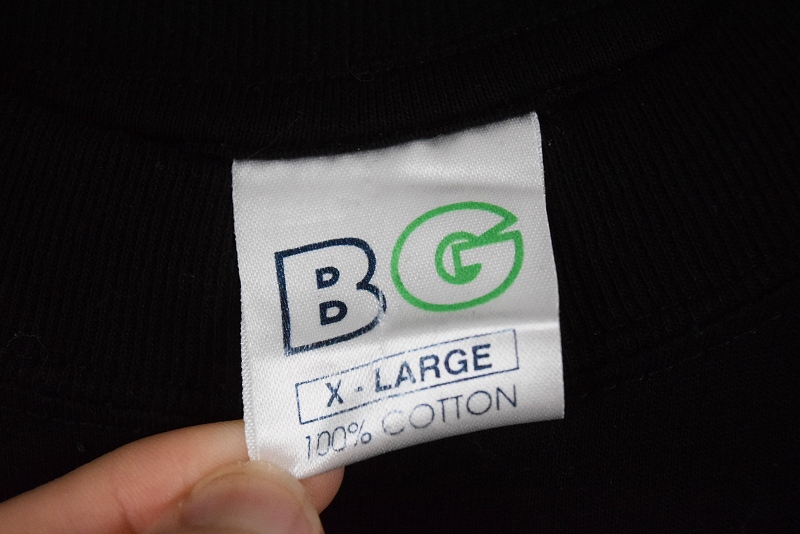 BG
X - LARGE
100% COTTON